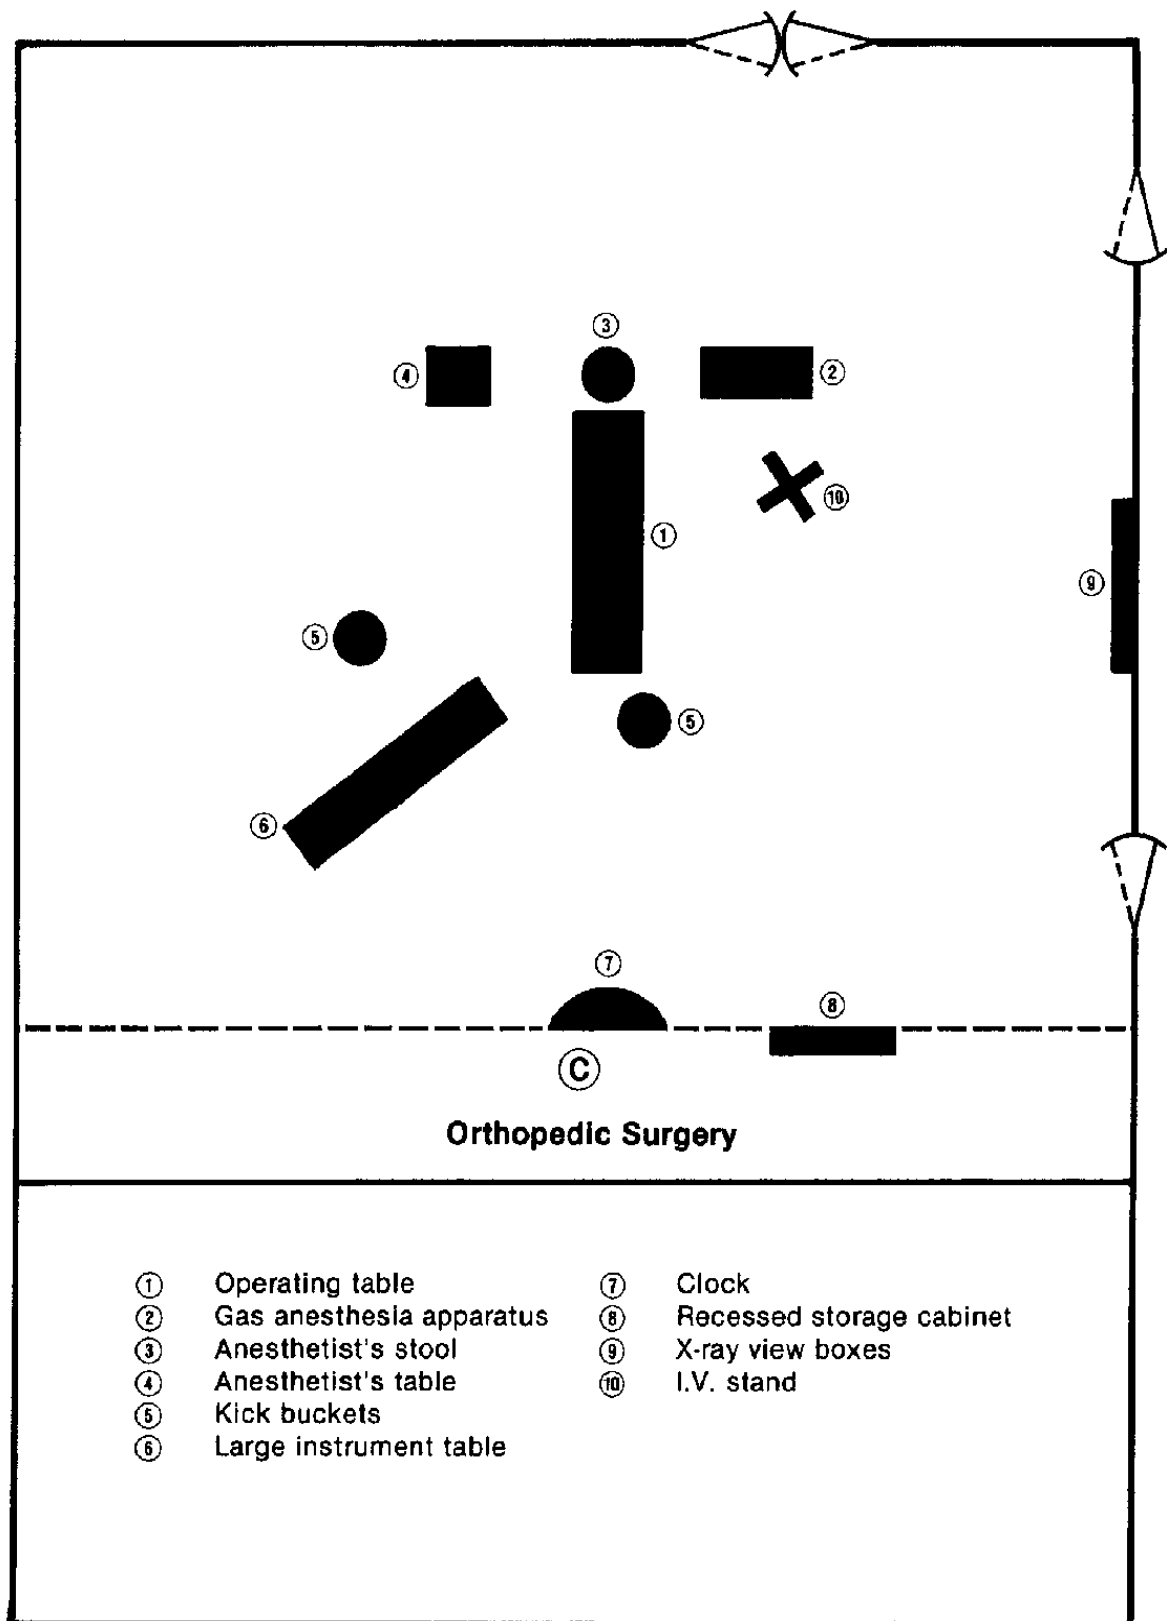 ③
④
②
⑩
①
⑨
⑤
⑤
⑥
⑦
⑧
Ⓒ
Orthopedic Surgery
① Operating table
② Gas anesthesia apparatus
③ Anesthetist's stool
④ Anesthetist's table
⑤ Kick buckets
⑥ Large instrument table
⑦ Clock
⑧ Recessed storage cabinet
⑨ X-ray view boxes
⑩ I.V. stand